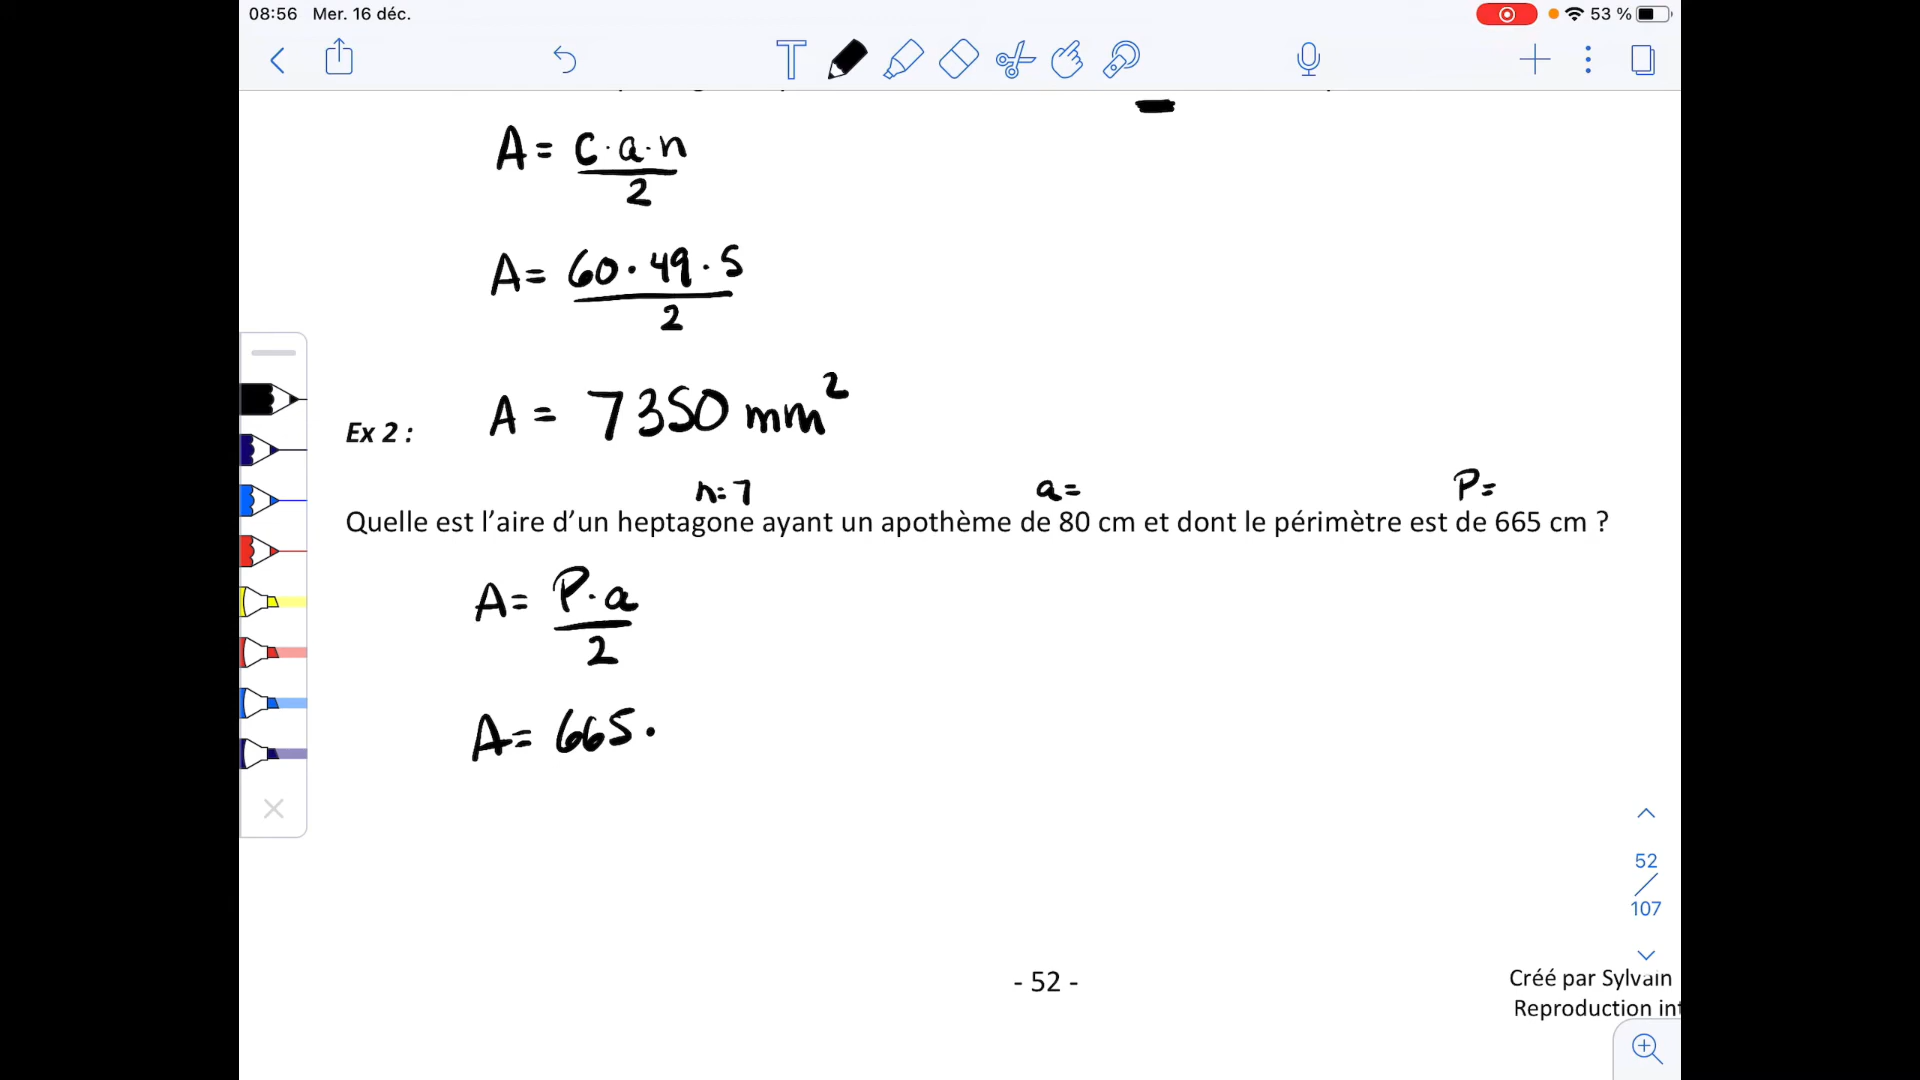 08:56 Mer. 16 déc.
53 %
A = c·a·n
2
A = 60·49·5
2
A = 7350 mm²
Ex 2 :
n=7 a= P=
Quelle est l’aire d’un heptagone ayant un apothème de 80 cm et dont le périmètre est de 665 cm ?
A = P·a
2
A = 665·
52
107
- 52 -
Créé par Sylvain
Reproduction